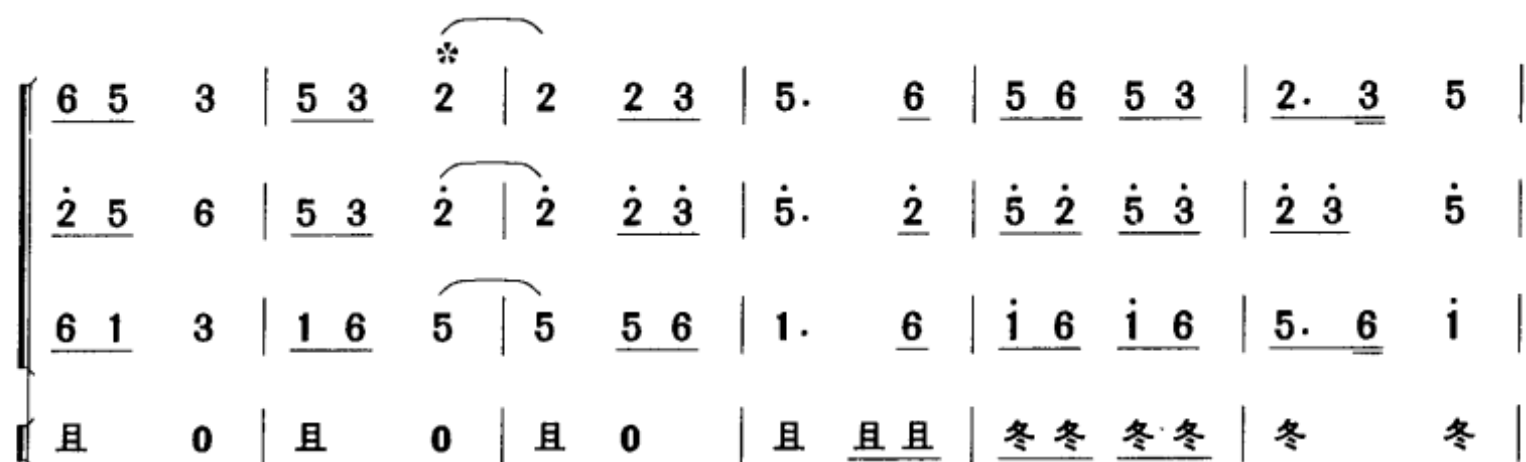 6 5 3 | 5 3 2 | 2 2 3 | 5. 6 | 5 6 5 3 | 2. 3 5 |
2̇ 5 6 | 5 3 2̇ | 2̇ 2̇ 3̇ | 5̇. 2̇ | 5̇ 2̇ 5̇ 3̇ | 2̇ 3̇ 5̇ |
6 1 3 | 1 6 5 | 5 5 6 | 1. 6 | 1̇ 6 1̇ 6 | 5. 6 1̇ |
且 0 | 且 0 | 且 0 | 且 且 且 | 冬 冬 冬 冬 | 冬 冬 |